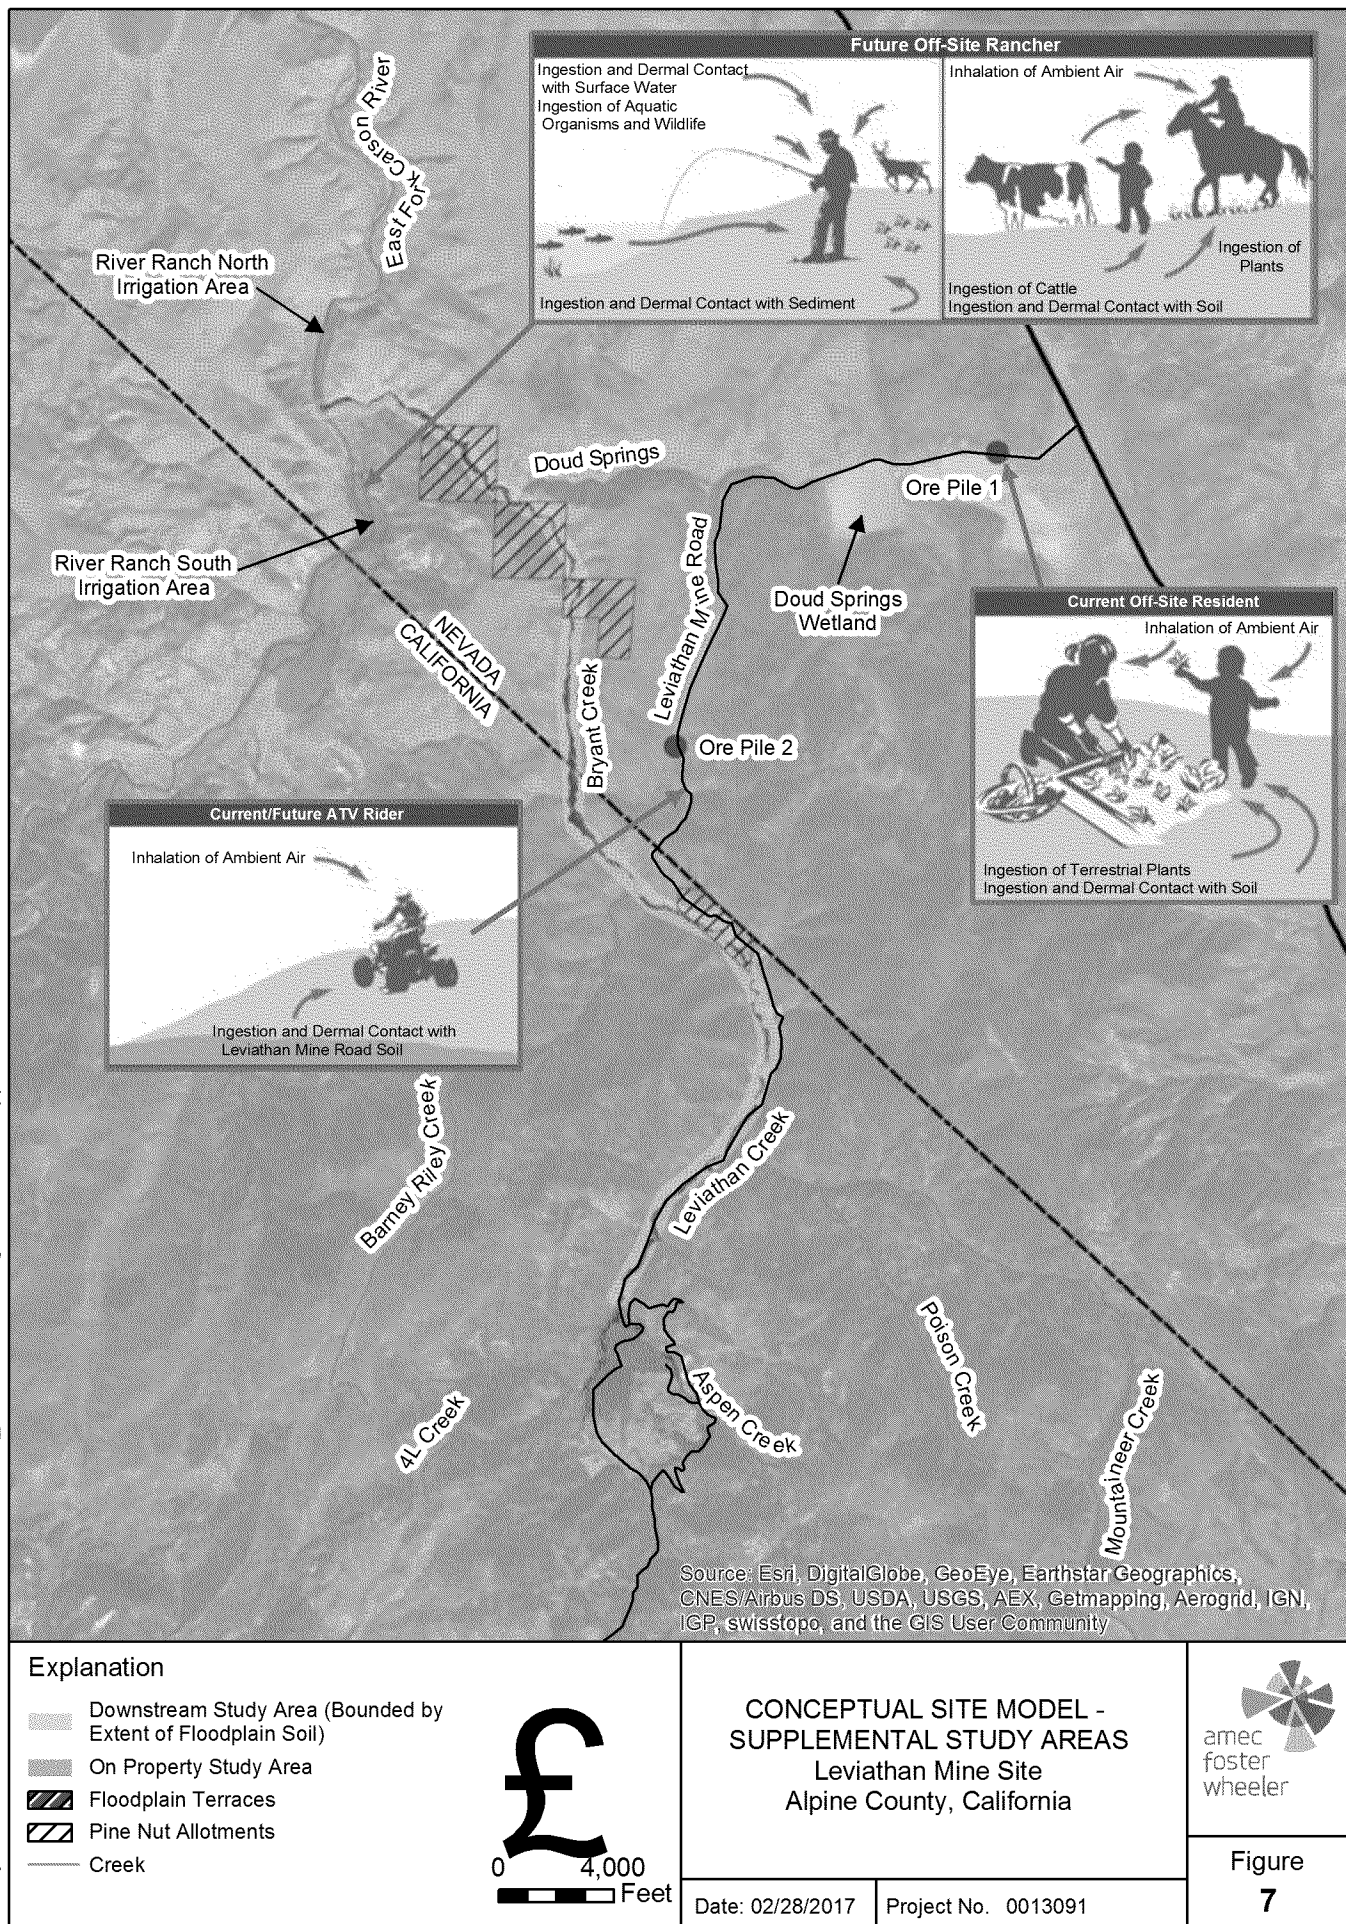 Future Off-Site Rancher
Ingestion and Dermal Contact
with Surface Water
Ingestion of Aquatic
Organisms and Wildlife
Ingestion and Dermal Contact with Sediment
Inhalation of Ambient Air
Ingestion of
Plants
Ingestion of Cattle
Ingestion and Dermal Contact with Soil
East Fork Carson River
River Ranch North
Irrigation Area
Doud Springs
Ore Pile 1
River Ranch South
Irrigation Area
Leviathan Mine Road
Doud Springs
Wetland
NEVADA
CALIFORNIA
Bryant Creek
Ore Pile 2
Current Off-Site Resident
Inhalation of Ambient Air
Ingestion of Terrestrial Plants
Ingestion and Dermal Contact with Soil
Current/Future ATV Rider
Inhalation of Ambient Air
Ingestion and Dermal Contact with
Leviathan Mine Road Soil
Barney Riley Creek
Leviathan Creek
4L Creek
Aspen Creek
Poison Creek
Mountaineer Creek
Source: Esri, DigitalGlobe, GeoEye, Earthstar Geographics,
CNES/Airbus DS, USDA, USGS, AEX, Getmapping, Aerogrid, IGN,
IGP, swisstopo, and the GIS User Community
Explanation
Downstream Study Area (Bounded by
Extent of Floodplain Soil)
On Property Study Area
Floodplain Terraces
Pine Nut Allotments
Creek
£
0 4,000
Feet
CONCEPTUAL SITE MODEL -
SUPPLEMENTAL STUDY AREAS
Leviathan Mine Site
Alpine County, California
Date: 02/28/2017
Project No. 0013091
amec
foster
wheeler
Figure
7